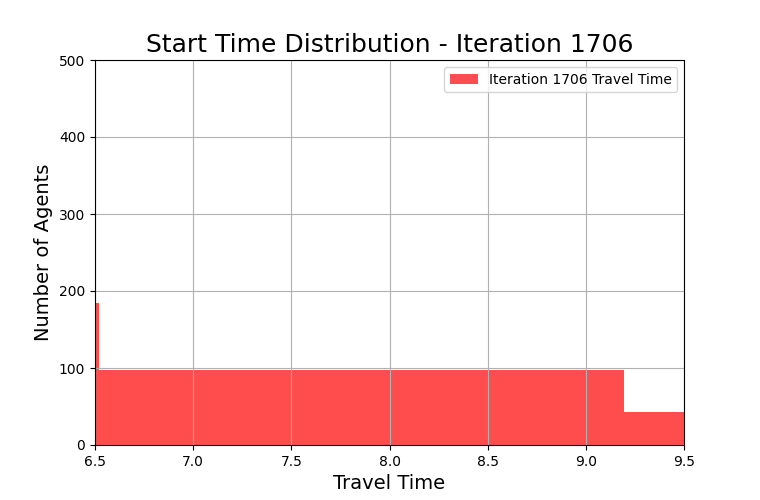 Start Time Distribution - Iteration 1706
Iteration 1706 Travel Time
Number of Agents
500
400
300
200
100
0
6.5 7.0 7.5 8.0 8.5 9.0 9.5
Travel Time